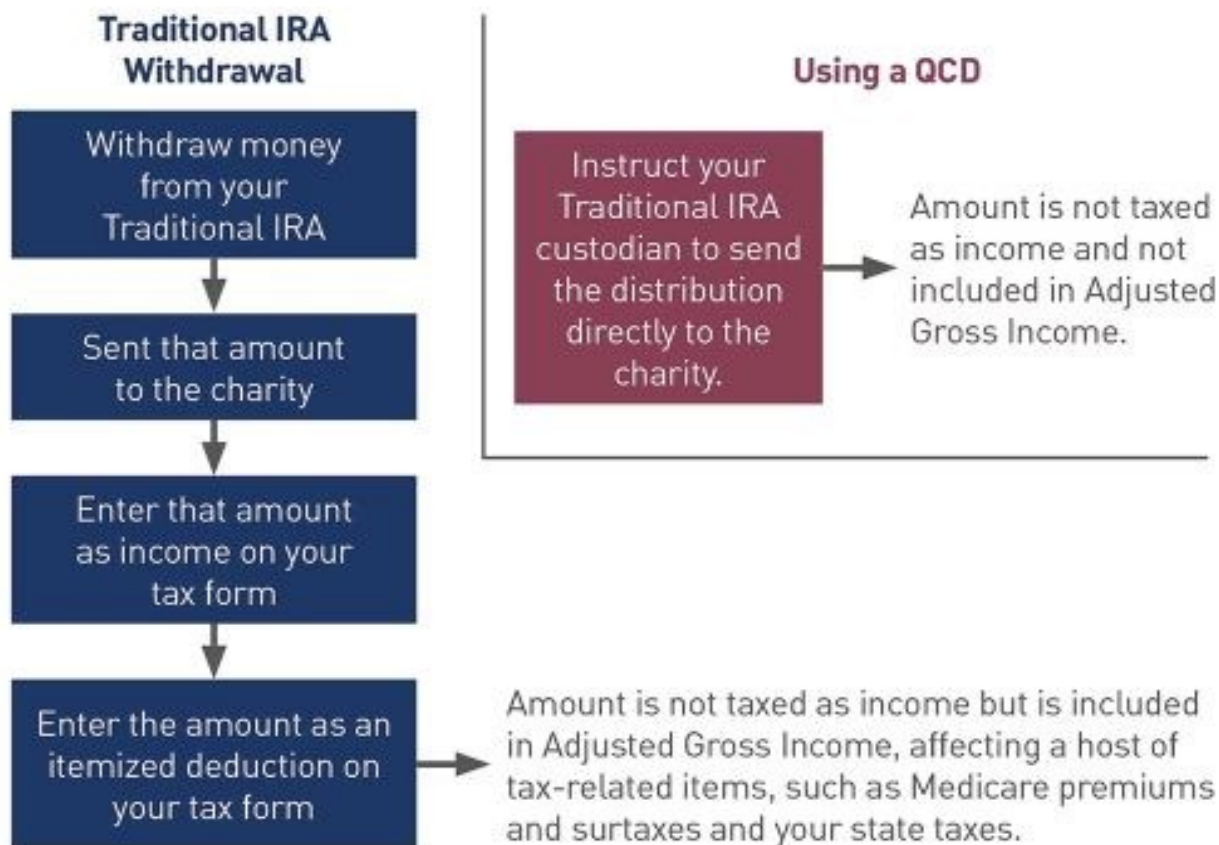 Traditional IRA
Withdrawal
Withdraw money
from your
Traditional IRA
Sent that amount
to the charity
Enter that amount
as income on your
tax form
Enter the amount as an
itemized deduction on
your tax form
Amount is not taxed as income but is included
in Adjusted Gross Income, affecting a host of
tax-related items, such as Medicare premiums
and surtaxes and your state taxes.
Using a QCD
Instruct your
Traditional IRA
custodian to send
the distribution
directly to the
charity.
Amount is not taxed
as income and not
included in Adjusted
Gross Income.